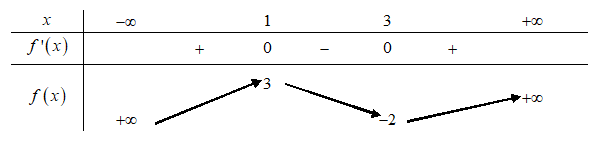 x −∞ 1 3 +∞
f'(x) + 0 − 0 +
3
f(x) +∞
+∞ −2